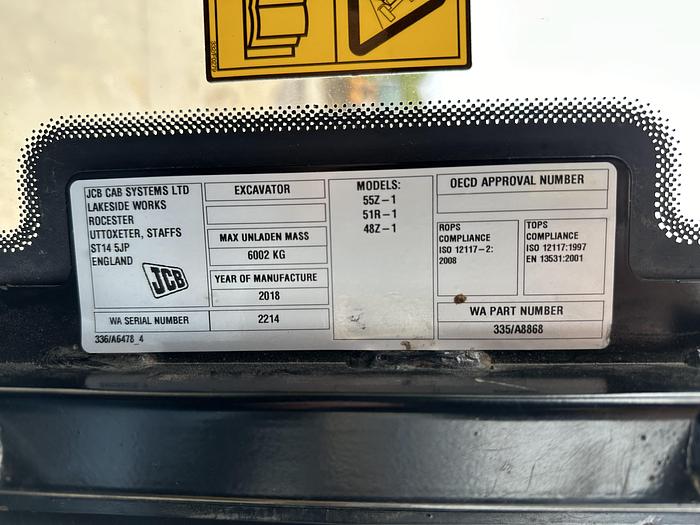 JCB CAB SYSTEMS LTD
LAKESIDE WORKS
ROCESTER
UTTOXETER, STAFFS
ST14 5JP
ENGLAND
JCB
WA SERIAL NUMBER
336/A6478_4
EXCAVATOR
MAX UNLADEN MASS
6002 KG
YEAR OF MANUFACTURE
2018
2214
MODELS:
55Z-1
51R-1
48Z-1
OECD APPROVAL NUMBER
ROPS
COMPLIANCE
ISO 12117-2:
2008
TOPS
COMPLIANCE
ISO 12117:1997
EN 13531:2001
WA PART NUMBER
335/A8868